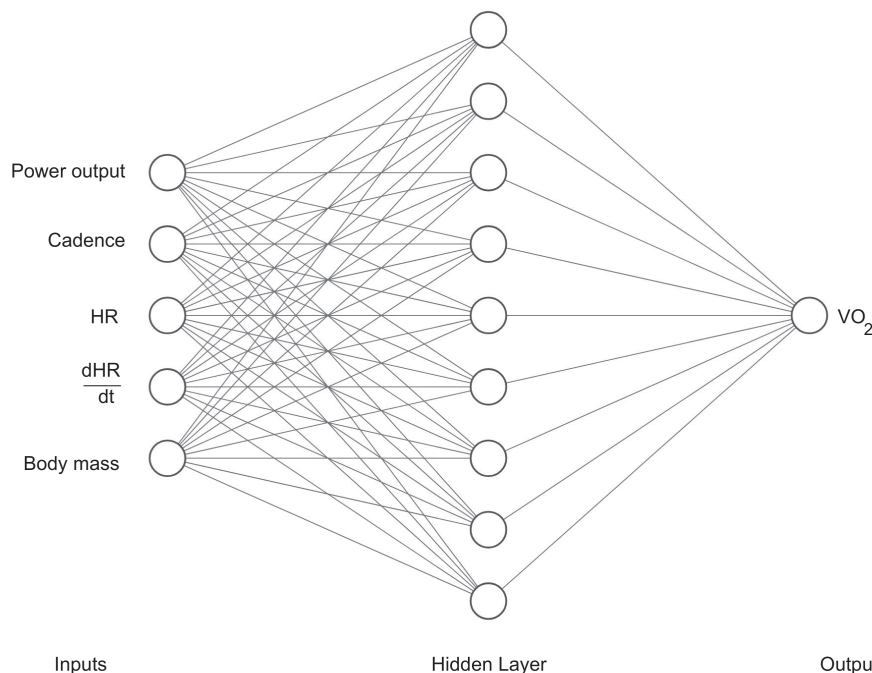 Power output
Cadence
HR
dHR
dt
Body mass
VO₂
Inputs
Hidden Layer
Outpu